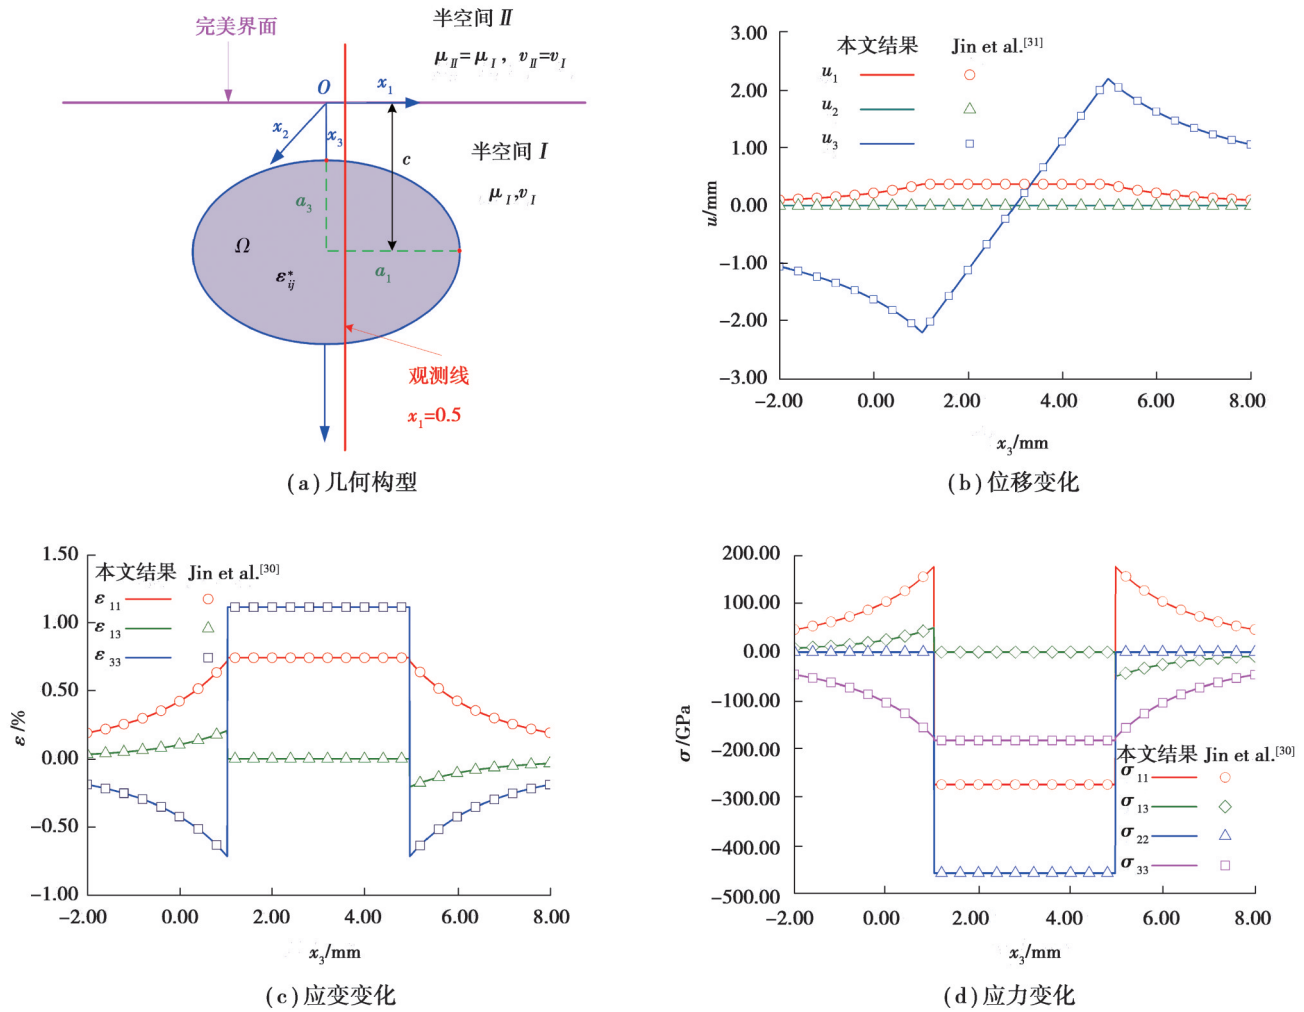 完美界面
半空间 II
μ_II=μ_I, v_II=v_I
O
x₁
x₂
x₃
c
半空间 I
μ_I,v_I
a₃
Ω
ε*ij
a₁
观测线
x₁=0.5
(a)几何构型
3.00
2.00
1.00
0.00
-1.00
-2.00
-3.00
u/mm
本文结果 Jin et al.[31]
u₁
u₂
u₃
-2.00 0.00 2.00 4.00 6.00 8.00
x₃/mm
(b)位移变化
1.50
1.00
0.50
0.00
-0.50
-1.00
ε/%
本文结果 Jin et al.[30]
ε₁₁
ε₁₃
ε₃₃
-2.00 0.00 2.00 4.00 6.00 8.00
x₃/mm
(c)应变变化
200.00
100.00
0.00
-100.00
-200.00
-300.00
-400.00
-500.00
σ/GPa
本文结果 Jin et al.[30]
σ₁₁
σ₁₃
σ₂₂
σ₃₃
-2.00 0.00 2.00 4.00 6.00 8.00
x₃/mm
(d)应力变化